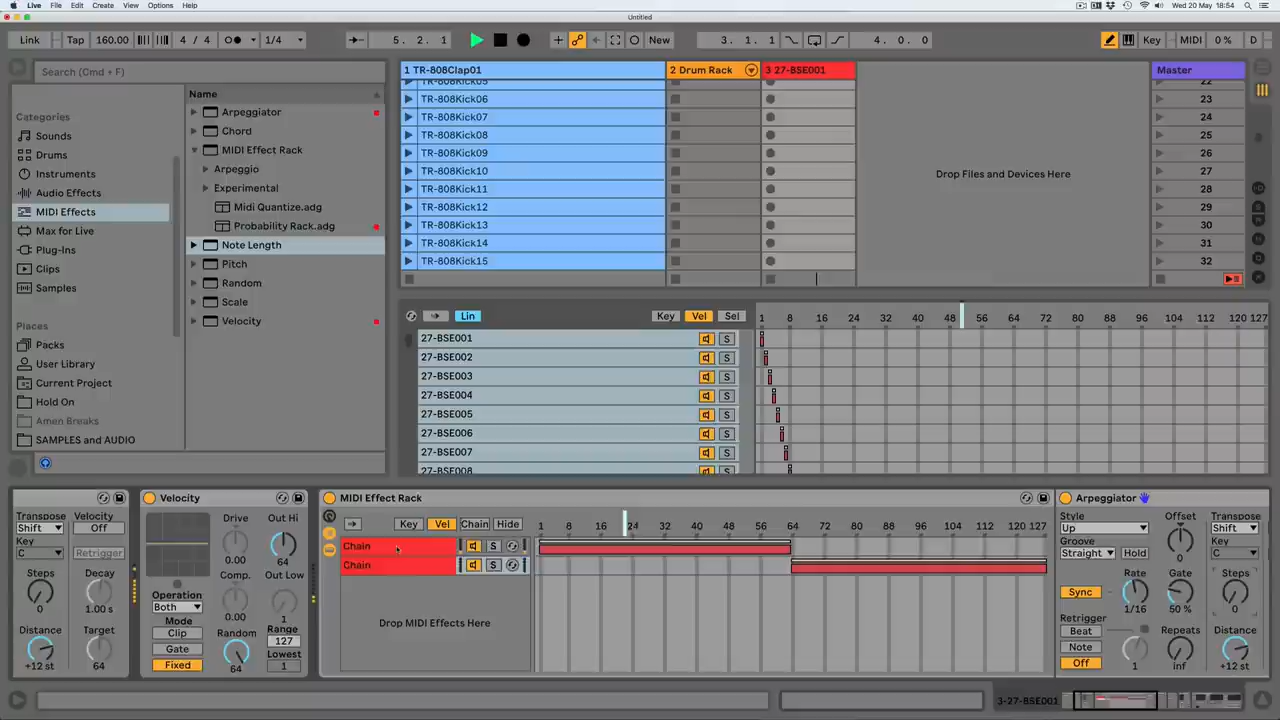 Live File Edit Create View Options Help Wed 20 May 18:54
Untitled
Link Tap 160.00 4 / 4 1/4 5. 2. 1 New 3. 1. 1 4. 0. 0 Key MIDI 0 % D
Search (Cmd + F)
Categories
Sounds
Drums
Instruments
Audio Effects
MIDI Effects
Max for Live
Plug-Ins
Clips
Samples
Places
Packs
User Library
Current Project
Hold On
Amen Breaks
SAMPLES and AUDIO
Name
Arpeggiator
Chord
MIDI Effect Rack
Arpeggio
Experimental
Midi Quantize.adg
Probability Rack.adg
Note Length
Pitch
Random
Scale
Velocity
1 TR-808Clap01 2 Drum Rack 3 27-BSE001 Master
TR-808Kick05 22
TR-808Kick06 23
TR-808Kick07 24
TR-808Kick08 25
TR-808Kick09 26
TR-808Kick10 27
TR-808Kick11 28
TR-808Kick12 29
TR-808Kick13 30
TR-808Kick14 31
TR-808Kick15 32
Drop Files and Devices Here
Lin Key Vel Sel 1 8 16 24 32 40 48 56 64 72 80 88 96 104 112 120 127
27-BSE001 S
27-BSE002 S
27-BSE003 S
27-BSE004 S
27-BSE005 S
27-BSE006 S
27-BSE007 S
27-BSE008 S
Transpose
Shift
Key
C
Steps
0
Distance
+12 st
Velocity:
Off
Retrigger
Decay
1.00 s
Target
64
Velocity
Drive
0.00
Comp.
0.00
Random
64
Out Hi
64
Out Low
1
Range
127
Lowest
1
Operation
Both
Mode
Clip
Gate
Fixed
MIDI Effect Rack
Key Vel Chain Hide 1 8 16 24 32 40 48 56 64 72 80 88 96 104 112 120 127
Chain S
Chain S
Drop MIDI Effects Here
Arpeggiator
Style
Up
Groove
Straight Hold
Sync
Rate
1/16
Gate
50 %
Offset
0
Retrigger
Beat
Note
Off
1
Repeats
inf
Transpose
Shift
Key
C
Steps
0
Distance
+12 st
3-27-BSE001